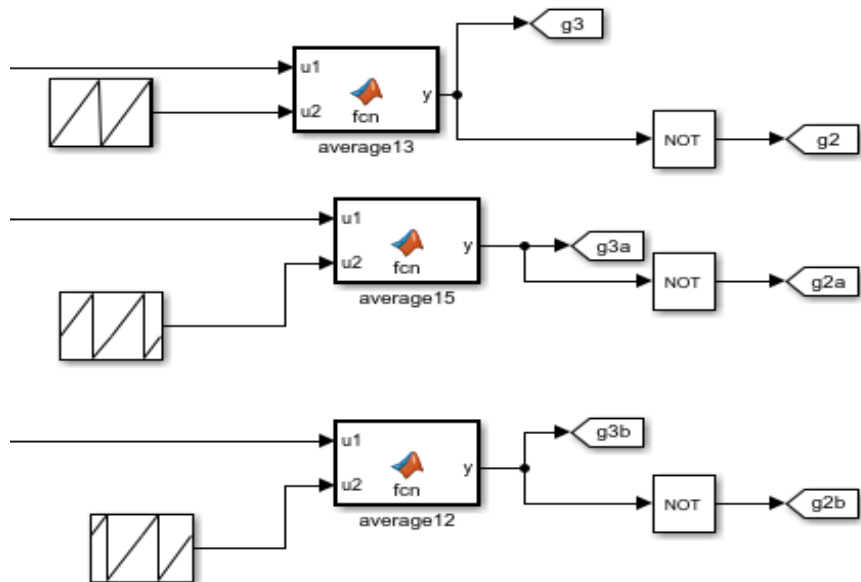 g3
u1
u2
fcn
y
average13
NOT
g2
u1
u2
fcn
y
average15
g3a
NOT
g2a
u1
u2
fcn
y
average12
g3b
NOT
g2b